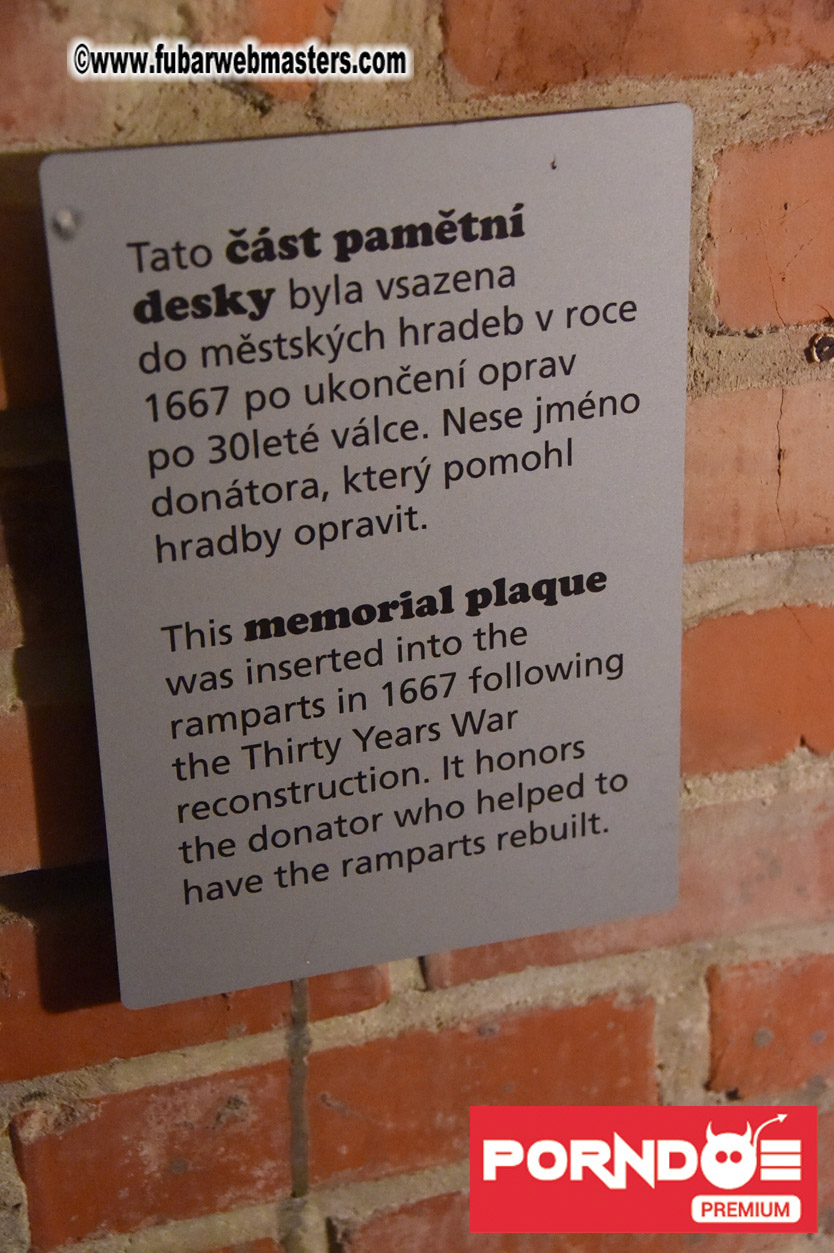 ©www.fubarwebmasters.com
Tato část pamětní
desky byla vsazena
do městských hradeb v roce
1667 po ukončení oprav
po 30leté válce. Nese jméno
donátora, který pomohl
hradby opravit.
This memorial plaque
was inserted into the
ramparts in 1667 following
the Thirty Years War
reconstruction. It honors
the donator who helped to
have the ramparts rebuilt.
PORNDOE
PREMIUM